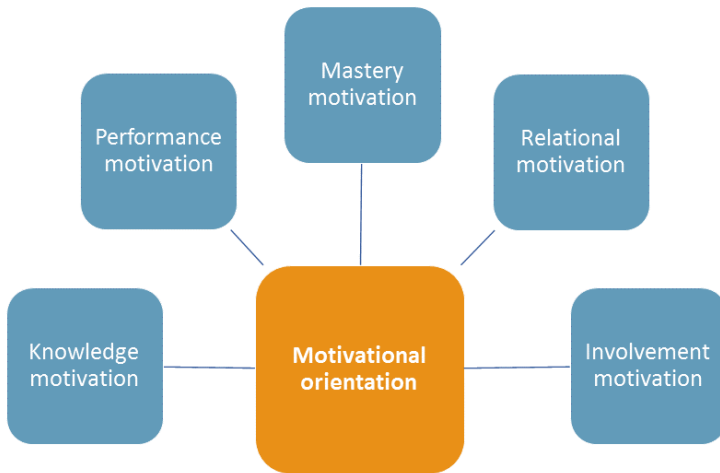 Mastery
motivation
Performance
motivation
Relational
motivation
Knowledge
motivation
Motivational
orientation
Involvement
motivation